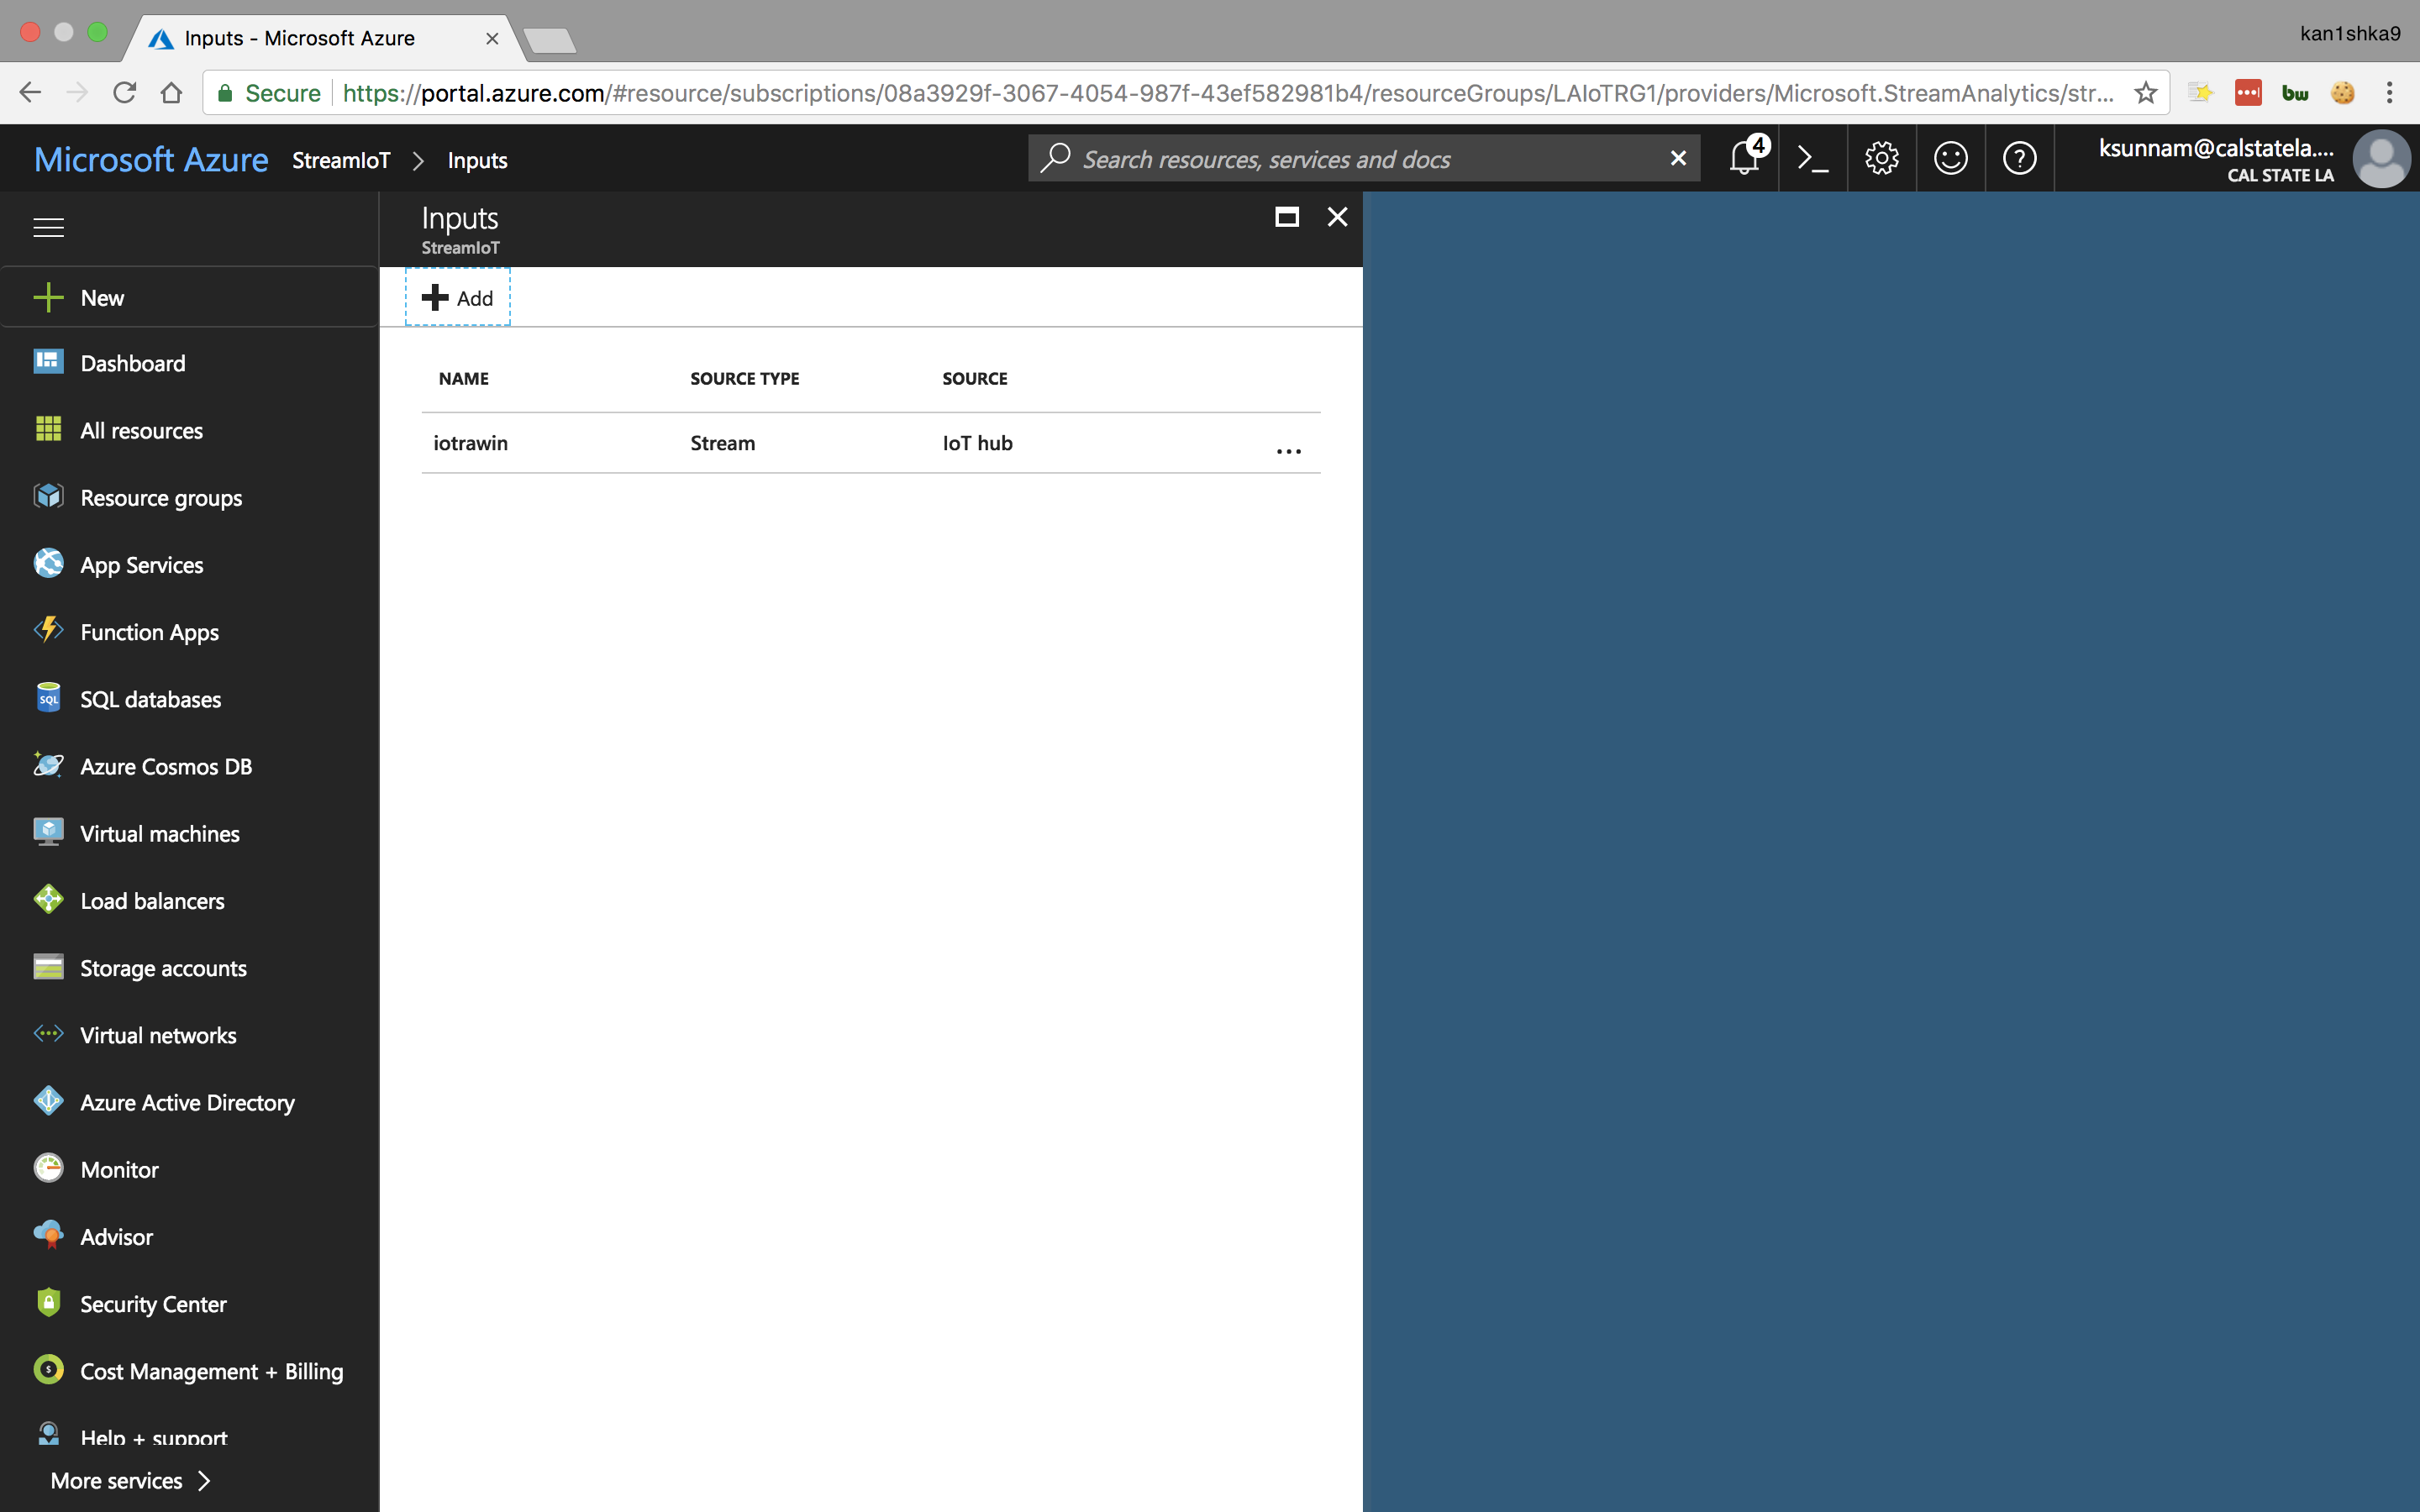 Inputs - Microsoft Azure
kan1shka9
Secure https://portal.azure.com/#resource/subscriptions/08a3929f-3067-4054-987f-43ef582981b4/resourceGroups/LAIoTRG1/providers/Microsoft.StreamAnalytics/str...
bw
Microsoft Azure StreamIoT Inputs
Search resources, services and docs
4
ksunnam@calstatela....
CAL STATE LA
Inputs
StreamIoT
Add
NAME SOURCE TYPE SOURCE
iotrawin Stream IoT hub ...
New
Dashboard
All resources
Resource groups
App Services
Function Apps
SQL databases
Azure Cosmos DB
Virtual machines
Load balancers
Storage accounts
Virtual networks
Azure Active Directory
Monitor
Advisor
Security Center
Cost Management + Billing
Help + support
More services